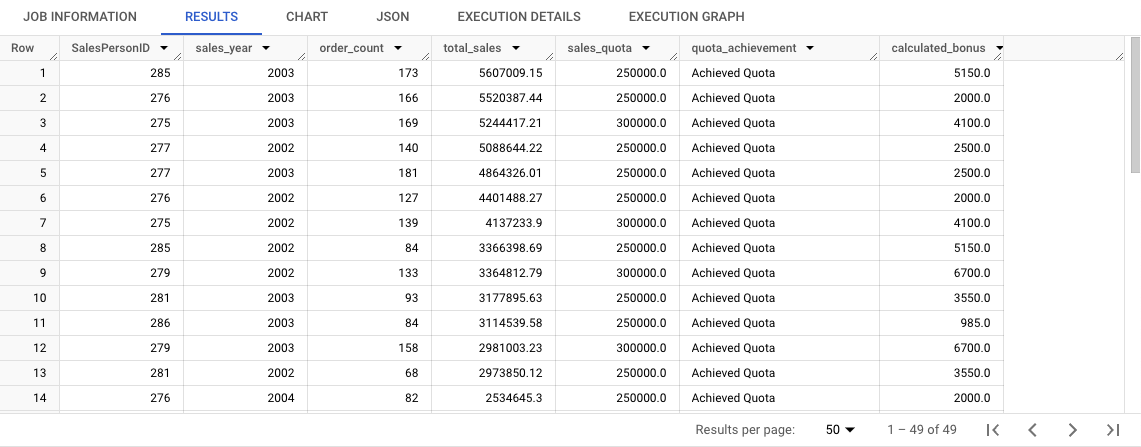 JOB INFORMATION RESULTS CHART JSON EXECUTION DETAILS EXECUTION GRAPH
Row SalesPersonID sales_year order_count total_sales sales_quota quota_achievement calculated_bonus
1 285 2003 173 5607009.15 250000.0 Achieved Quota 5150.0
2 276 2003 166 5520387.44 250000.0 Achieved Quota 2000.0
3 275 2003 169 5244417.21 300000.0 Achieved Quota 4100.0
4 277 2002 140 5088644.22 250000.0 Achieved Quota 2500.0
5 277 2003 181 4864326.01 250000.0 Achieved Quota 2500.0
6 276 2002 127 4401488.27 250000.0 Achieved Quota 2000.0
7 275 2002 139 4137233.9 300000.0 Achieved Quota 4100.0
8 285 2002 84 3366398.69 250000.0 Achieved Quota 5150.0
9 279 2002 133 3364812.79 300000.0 Achieved Quota 6700.0
10 281 2003 93 3177895.63 250000.0 Achieved Quota 3550.0
11 286 2003 84 3114539.58 250000.0 Achieved Quota 985.0
12 279 2003 158 2981003.23 300000.0 Achieved Quota 6700.0
13 281 2002 68 2973850.12 250000.0 Achieved Quota 3550.0
14 276 2004 82 2534645.3 250000.0 Achieved Quota 2000.0
Results per page: 50 1 – 49 of 49